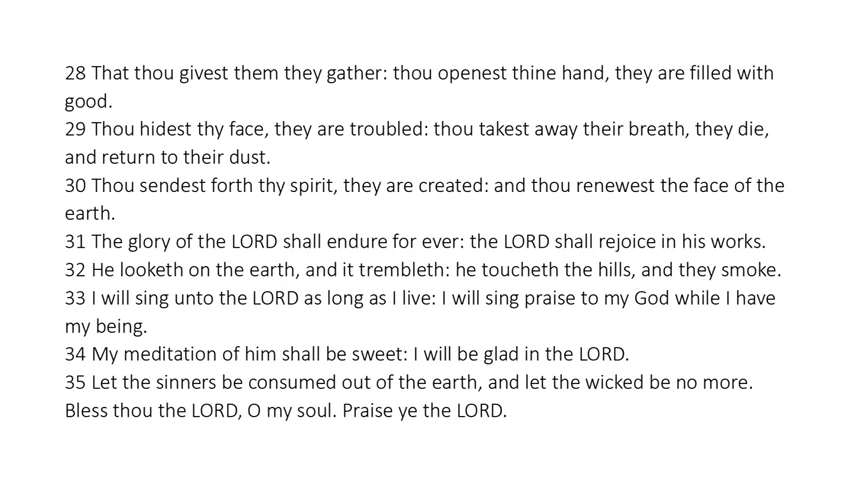 28 That thou givest them they gather: thou openest thine hand, they are filled with
good.
29 Thou hidest thy face, they are troubled: thou takest away their breath, they die,
and return to their dust.
30 Thou sendest forth thy spirit, they are created: and thou renewest the face of the
earth.
31 The glory of the LORD shall endure for ever: the LORD shall rejoice in his works.
32 He looketh on the earth, and it trembleth: he toucheth the hills, and they smoke.
33 I will sing unto the LORD as long as I live: I will sing praise to my God while I have
my being.
34 My meditation of him shall be sweet: I will be glad in the LORD.
35 Let the sinners be consumed out of the earth, and let the wicked be no more.
Bless thou the LORD, O my soul. Praise ye the LORD.